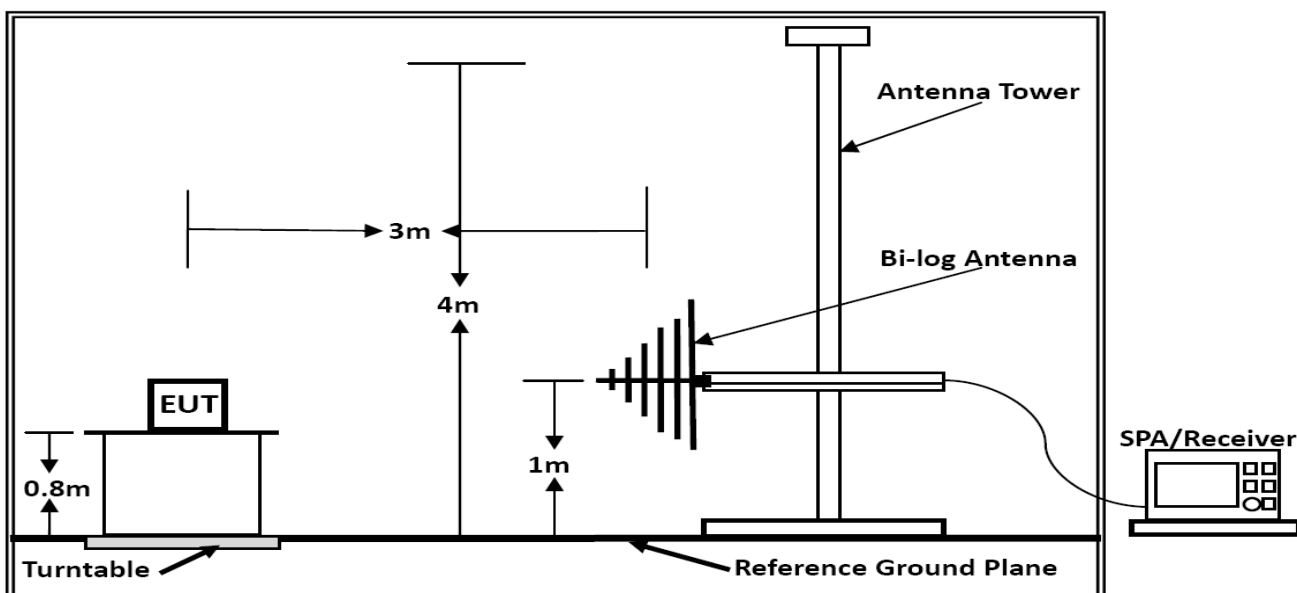 Antenna Tower
3m
Bi-log Antenna
4m
EUT
SPA/Receiver
1m
0.8m
Turntable
Reference Ground Plane